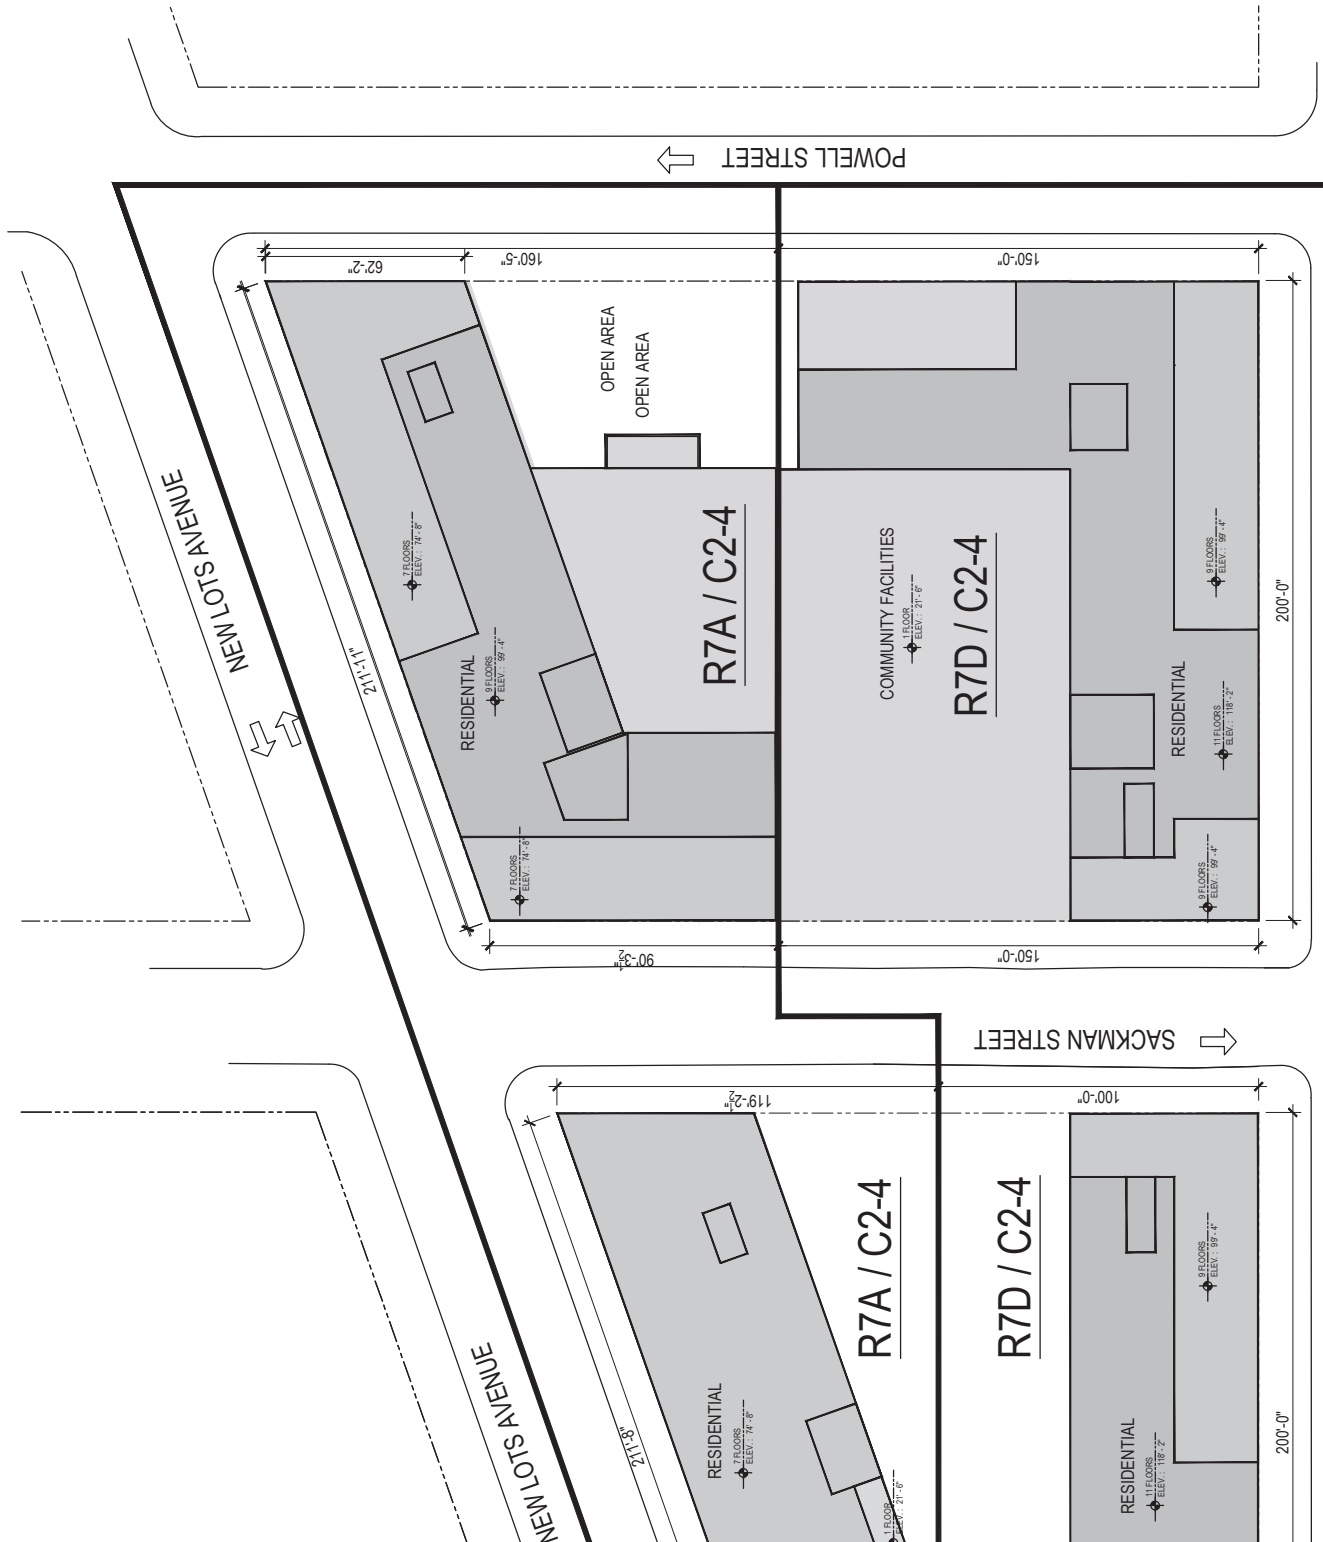 POWELL STREET
62'-2"
160'-5"
150'-0"
OPEN AREA
OPEN AREA
NEW LOTS AVENUE
211'-11"
7 FLOORS
ELEV.: 74'-8"
RESIDENTIAL
9 FLOORS
ELEV.: 99'-4"
7 FLOORS
ELEV.: 74'-8"
R7A / C2-4
COMMUNITY FACILITIES
1 FLOOR
ELEV.: 21'-6"
R7D / C2-4
9 FLOORS
ELEV.: 99'-4"
RESIDENTIAL
11 FLOORS
ELEV.: 118'-2"
9 FLOORS
ELEV.: 99'-4"
200'-0"
90'-3½"
150'-0"
SACKMAN STREET
119'-2½"
100'-0"
NEW LOTS AVENUE
211'-8"
RESIDENTIAL
7 FLOORS
ELEV.: 74'-8"
1 FLOOR
ELEV.: 21'-6"
R7A / C2-4
R7D / C2-4
RESIDENTIAL
11 FLOORS
ELEV.: 118'-2"
9 FLOORS
ELEV.: 99'-4"
200'-0"